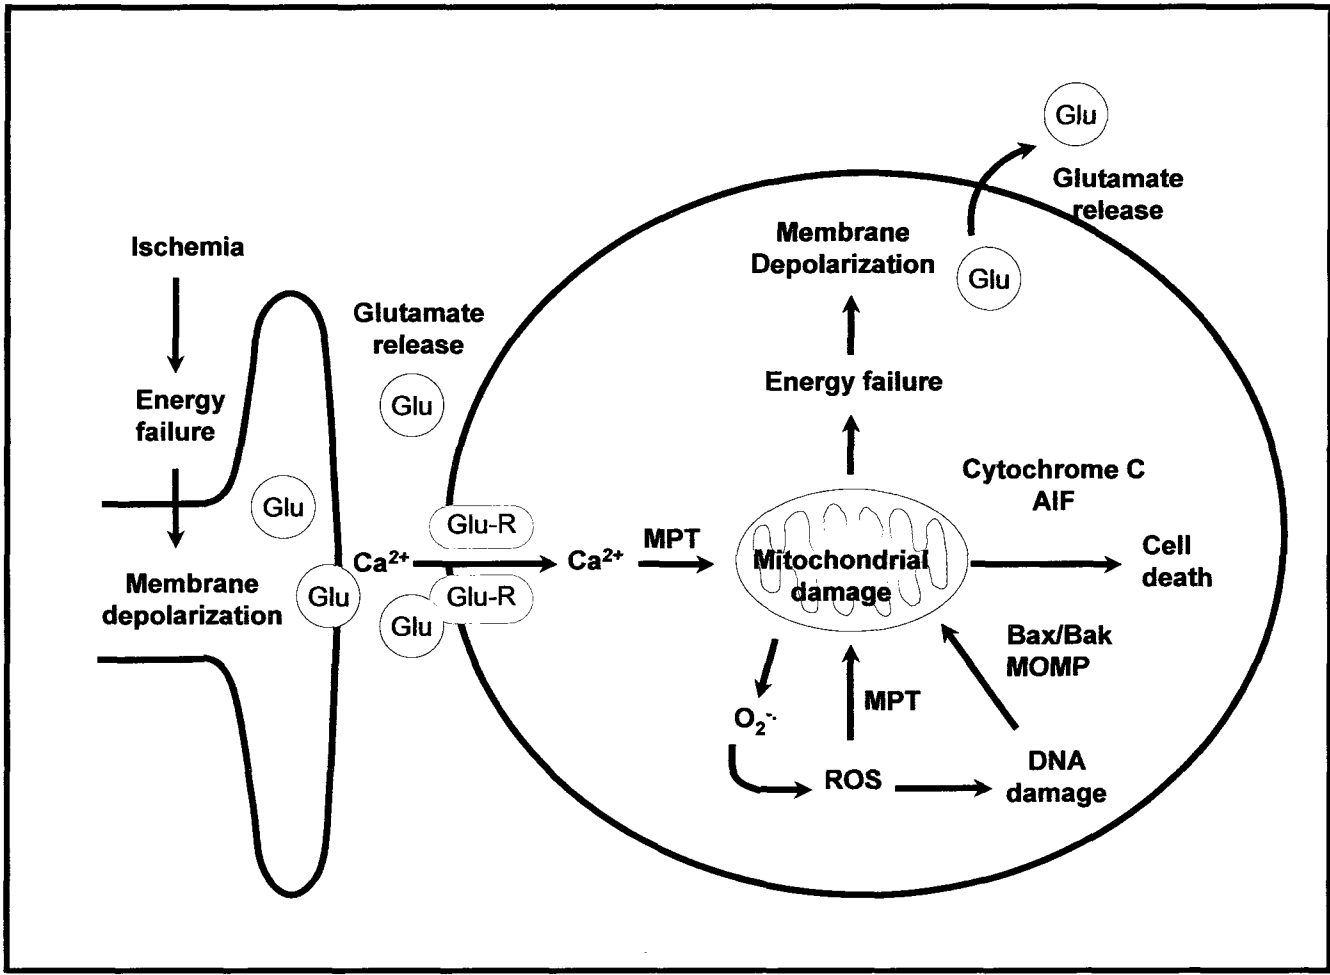 Ischemia
Energy
failure
Membrane
depolarization
Glu
Glu
Glutamate
release
Glu
Ca²⁺
Glu
Glu-R
Glu-R
Ca²⁺
MPT
Mitochondrial
damage
Energy failure
Membrane
Depolarization
Glu
Glu
Glutamate
release
Cytochrome C
AIF
Cell
death
Bax/Bak
MOMP
O₂⁻·
MPT
ROS
DNA
damage